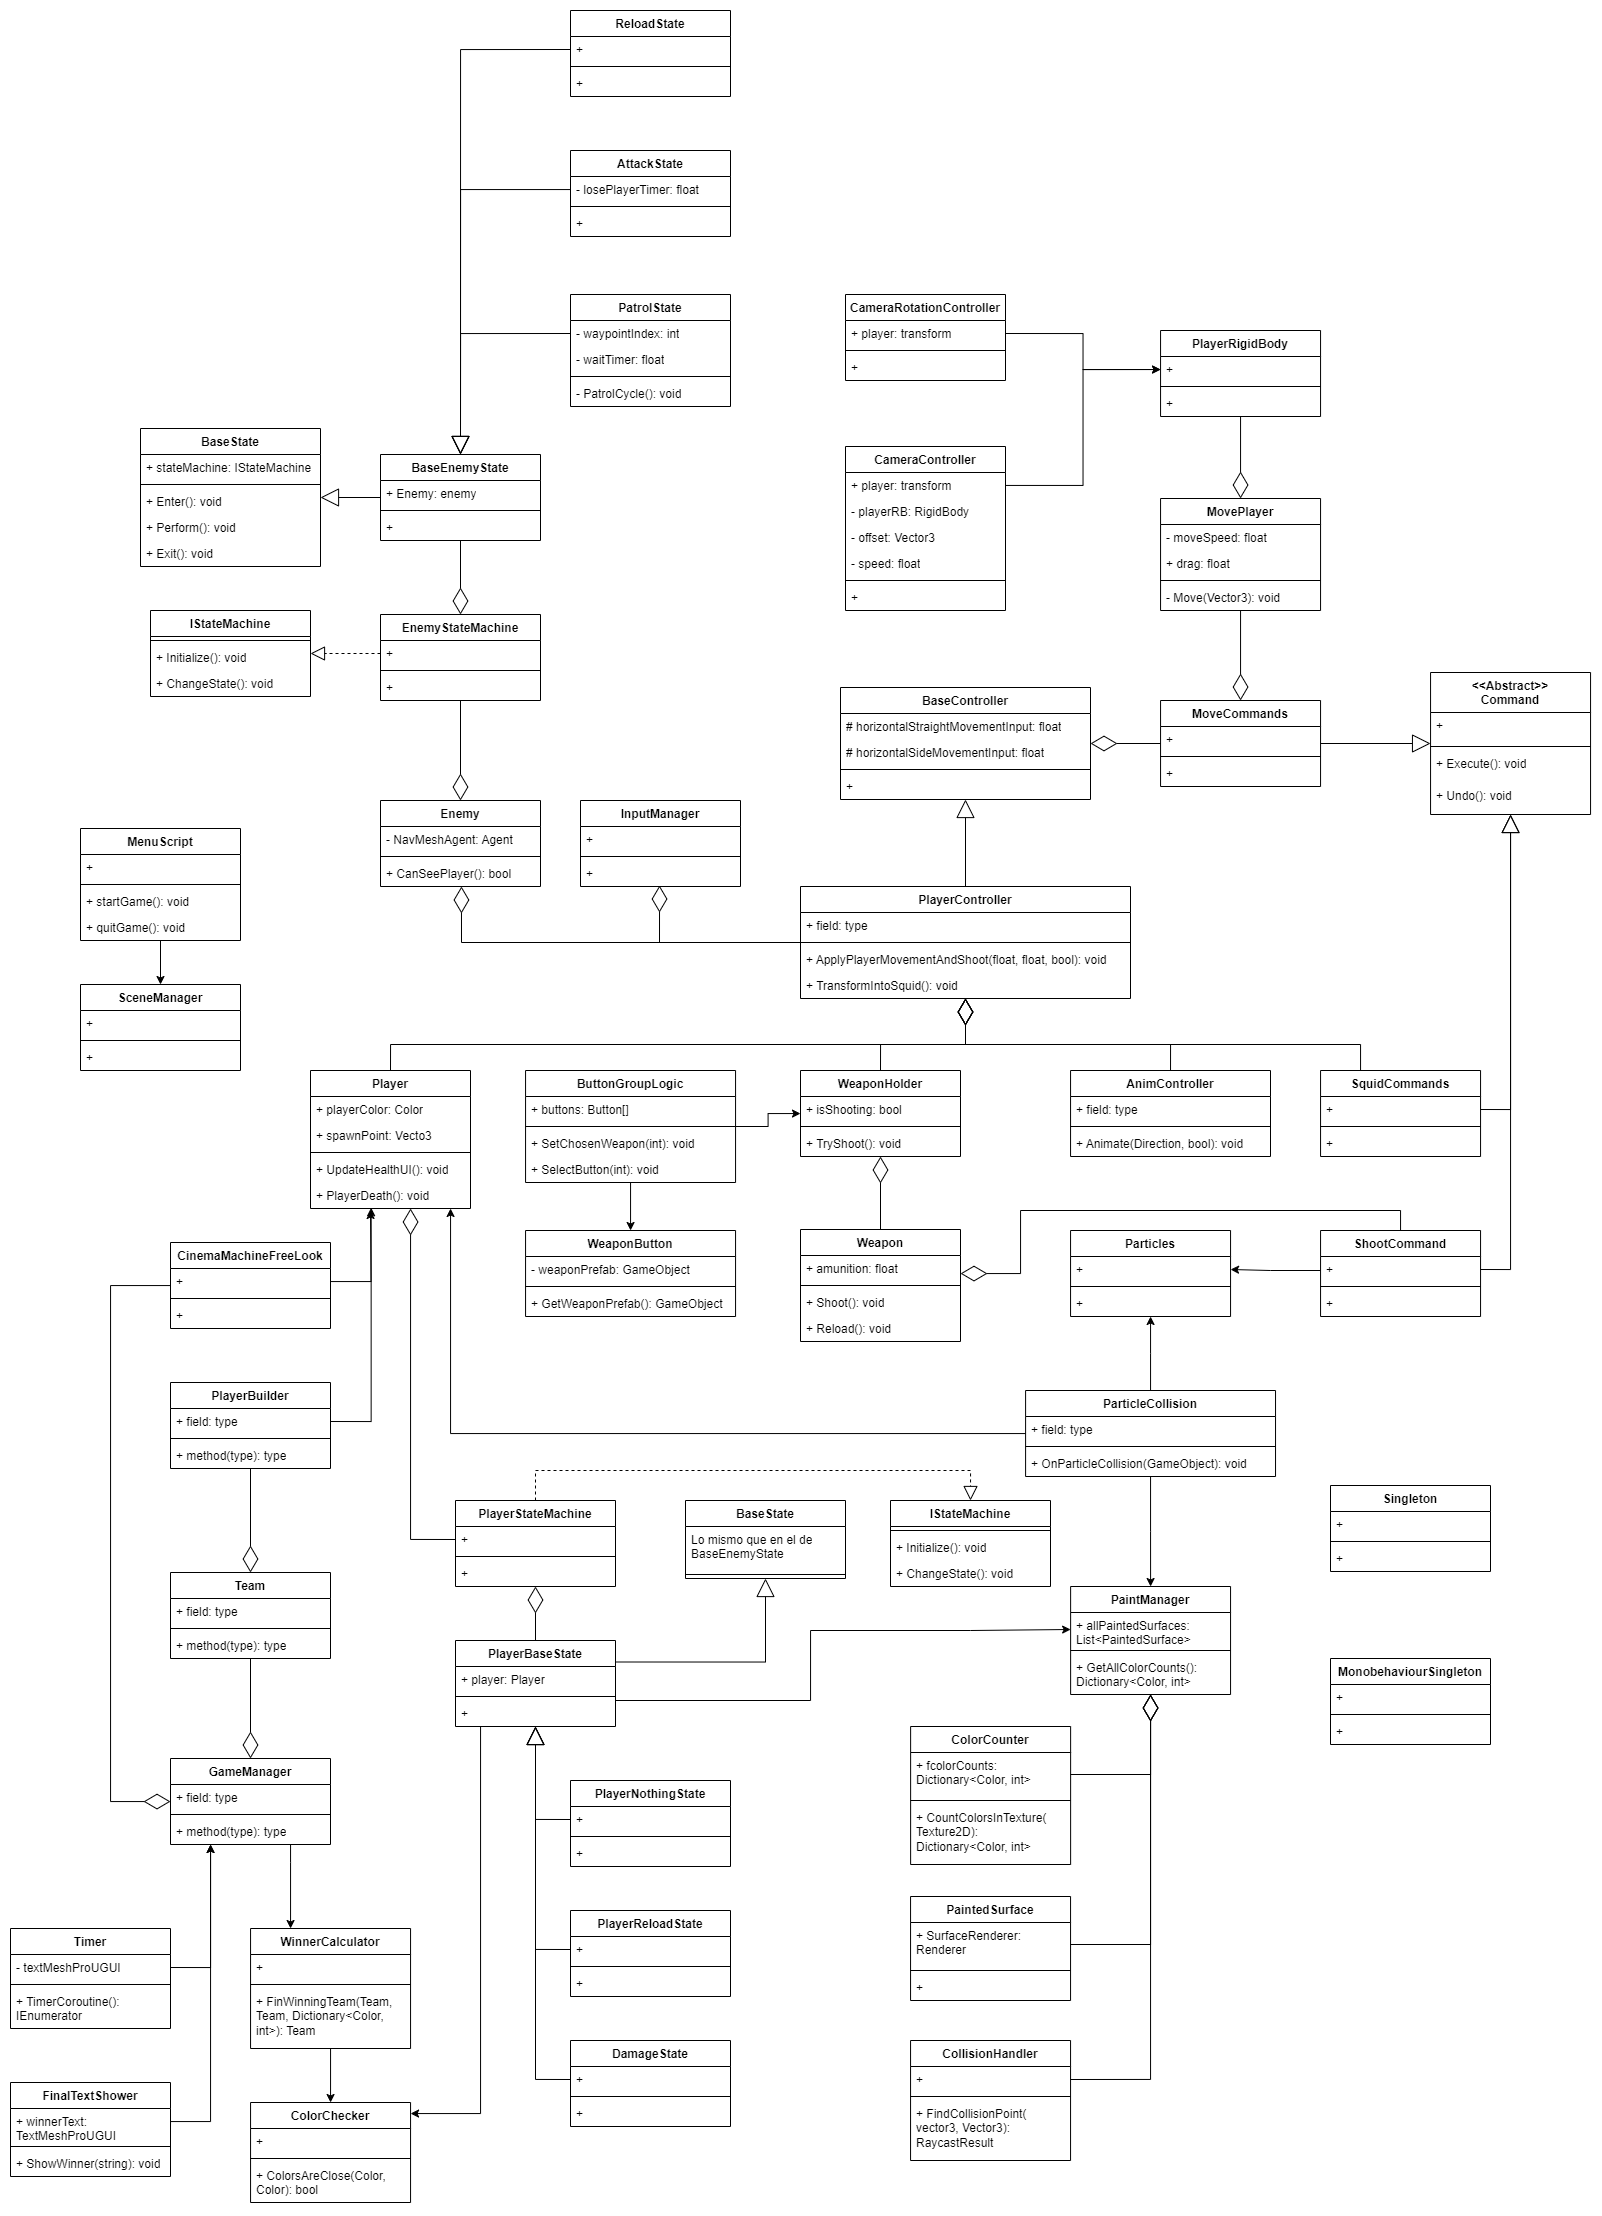 ReloadState
+
+
AttackState
- losePlayerTimer: float
+
PatrolState
- waypointIndex: int
- waitTimer: float
- PatrolCycle(): void
CameraRotationController
+ player: transform
+
PlayerRigidBody
+
+
BaseState
+ stateMachine: IStateMachine
+ Enter(): void
+ Perform(): void
+ Exit(): void
BaseEnemyState
+ Enemy: enemy
+
CameraController
+ player: transform
- playerRB: RigidBody
- offset: Vector3
- speed: float
+
MovePlayer
- moveSpeed: float
+ drag: float
- Move(Vector3): void
IStateMachine
+ Initialize(): void
+ ChangeState(): void
EnemyStateMachine
+
+
BaseController
# horizontalStraightMovementInput: float
# horizontalSideMovementInput: float
+
MoveCommands
+
+
<<Abstract>>
Command
+
+ Execute(): void
+ Undo(): void
Enemy
- NavMeshAgent: Agent
+ CanSeePlayer(): bool
InputManager
+
+
MenuScript
+
+ startGame(): void
+ quitGame(): void
PlayerController
+ field: type
+ ApplyPlayerMovementAndShoot(float, float, bool): void
+ TransformIntoSquid(): void
SceneManager
+
+
Player
+ playerColor: Color
+ spawnPoint: Vecto3
+ UpdateHealthUI(): void
+ PlayerDeath(): void
ButtonGroupLogic
+ buttons: Button[]
+ SetChosenWeapon(int): void
+ SelectButton(int): void
WeaponHolder
+ isShooting: bool
+ TryShoot(): void
AnimController
+ field: type
+ Animate(Direction, bool): void
SquidCommands
+
+
CinemaMachineFreeLook
+
+
WeaponButton
- weaponPrefab: GameObject
+ GetWeaponPrefab(): GameObject
Weapon
+ amunition: float
+ Shoot(): void
+ Reload(): void
Particles
+
+
ShootCommand
+
+
PlayerBuilder
+ field: type
+ method(type): type
ParticleCollision
+ field: type
+ OnParticleCollision(GameObject): void
PlayerStateMachine
+
+
BaseState
Lo mismo que en el de
BaseEnemyState
IStateMachine
+ Initialize(): void
+ ChangeState(): void
Singleton
+
+
Team
+ field: type
+ method(type): type
PaintManager
+ allPaintedSurfaces:
List<PaintedSurface>
+ GetAllColorCounts():
Dictionary<Color, int>
PlayerBaseState
+ player: Player
+
MonobehaviourSingleton
+
+
GameManager
+ field: type
+ method(type): type
ColorCounter
+ fcolorCounts:
Dictionary<Color, int>
+ CountColorsInTexture(
Texture2D):
Dictionary<Color, int>
PlayerNothingState
+
+
PaintedSurface
+ SurfaceRenderer:
Renderer
+
PlayerReloadState
+
+
Timer
- textMeshProUGUI
+ TimerCoroutine():
IEnumerator
WinnerCalculator
+
+ FinWinningTeam(Team,
Team, Dictionary<Color,
int>): Team
DamageState
+
+
CollisionHandler
+
+ FindCollisionPoint(
vector3, Vector3):
RaycastResult
FinalTextShower
+ winnerText:
TextMeshProUGUI
+ ShowWinner(string): void
ColorChecker
+
+ ColorsAreClose(Color,
Color): bool